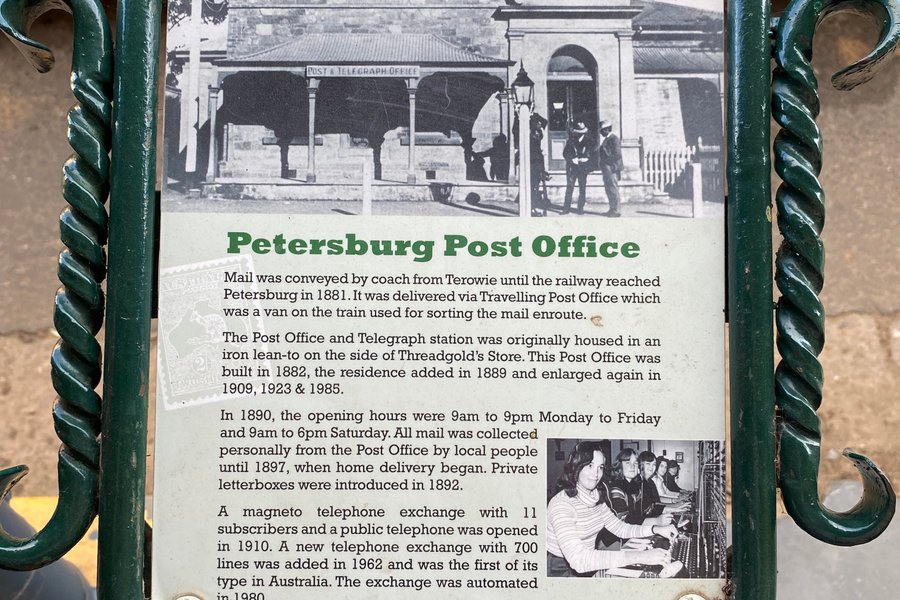 POST & TELEGRAPH OFFICE
Petersburg Post Office
Mail was conveyed by coach from Terowie until the railway reached
Petersburg in 1881. It was delivered via Travelling Post Office which
was a van on the train used for sorting the mail enroute.
The Post Office and Telegraph station was originally housed in an
iron lean-to on the side of Threadgold's Store. This Post Office was
built in 1882, the residence added in 1889 and enlarged again in
1909, 1923 & 1985.
In 1890, the opening hours were 9am to 9pm Monday to Friday
and 9am to 6pm Saturday. All mail was collected
personally from the Post Office by local people
until 1897, when home delivery began. Private
letterboxes were introduced in 1892.
A magneto telephone exchange with 11
subscribers and a public telephone was opened
in 1910. A new telephone exchange with 700
lines was added in 1962 and was the first of its
type in Australia. The exchange was automated
in 1980